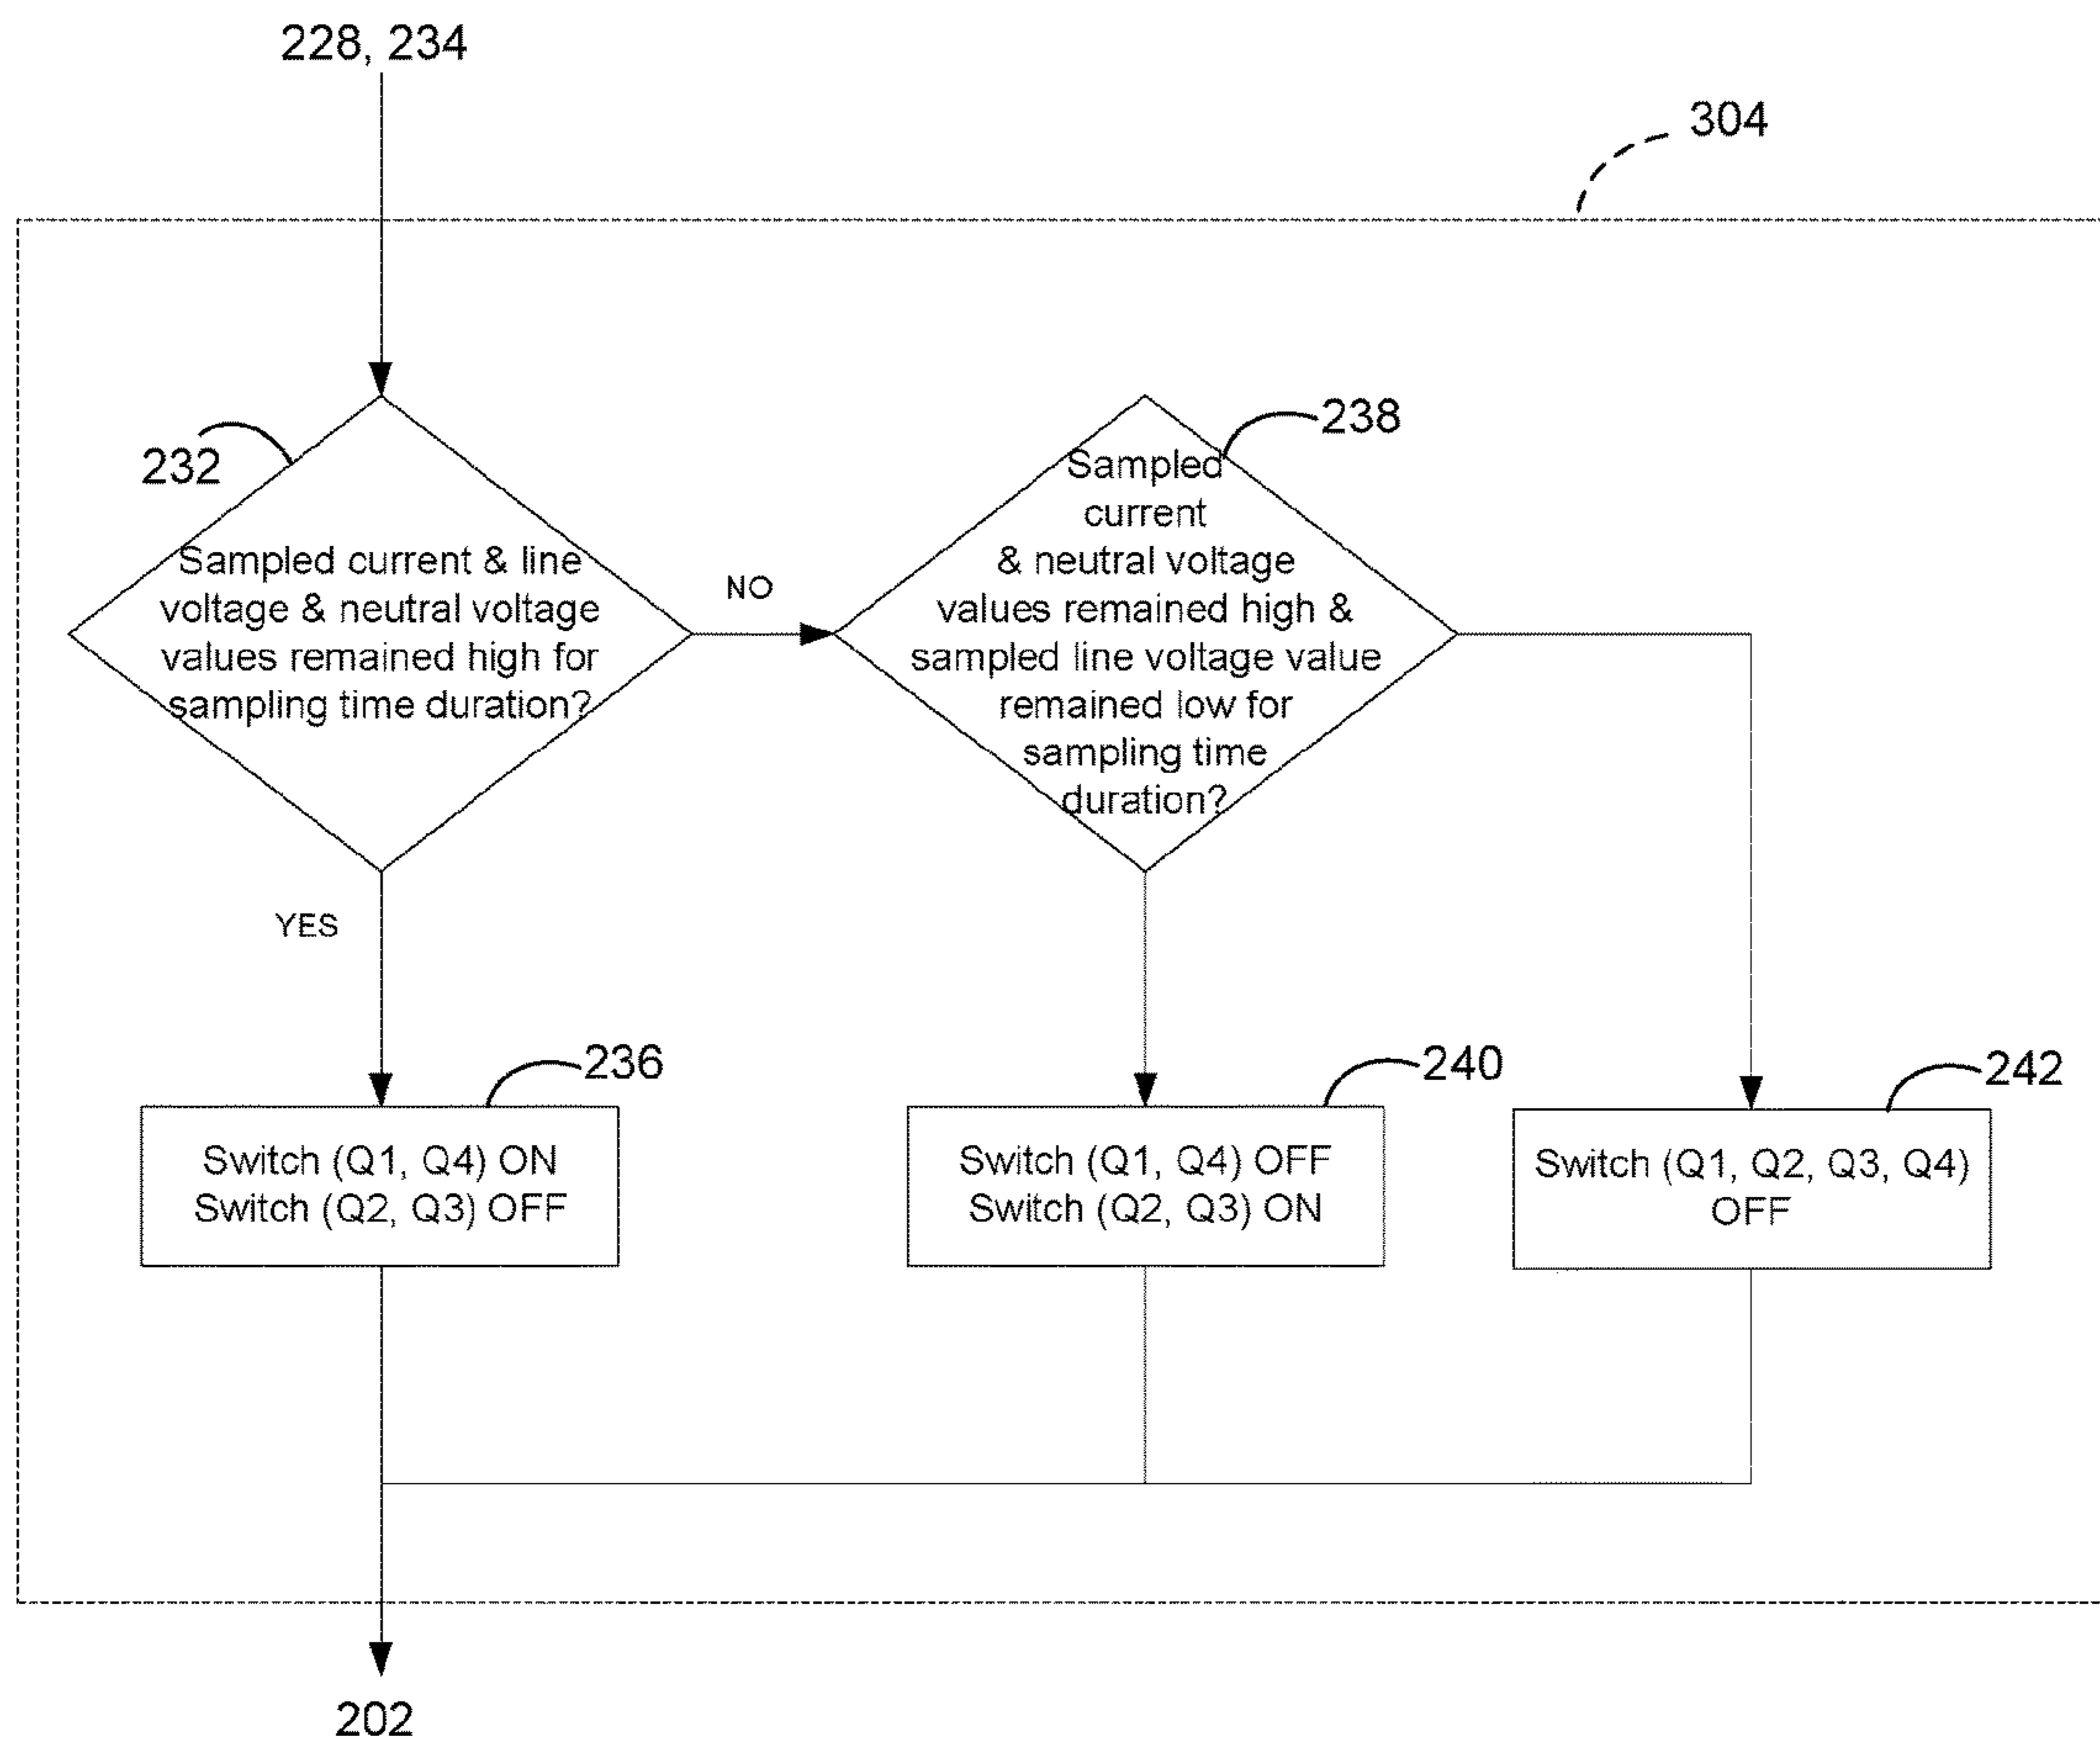 228, 234
304
232
Sampled current & line
voltage & neutral voltage
values remained high for
sampling time duration?
NO
238
Sampled
current
& neutral voltage
values remained high &
sampled line voltage value
remained low for
sampling time
duration?
YES
236
Switch (Q1, Q4) ON
Switch (Q2, Q3) OFF
240
Switch (Q1, Q4) OFF
Switch (Q2, Q3) ON
242
Switch (Q1, Q2, Q3, Q4)
OFF
202